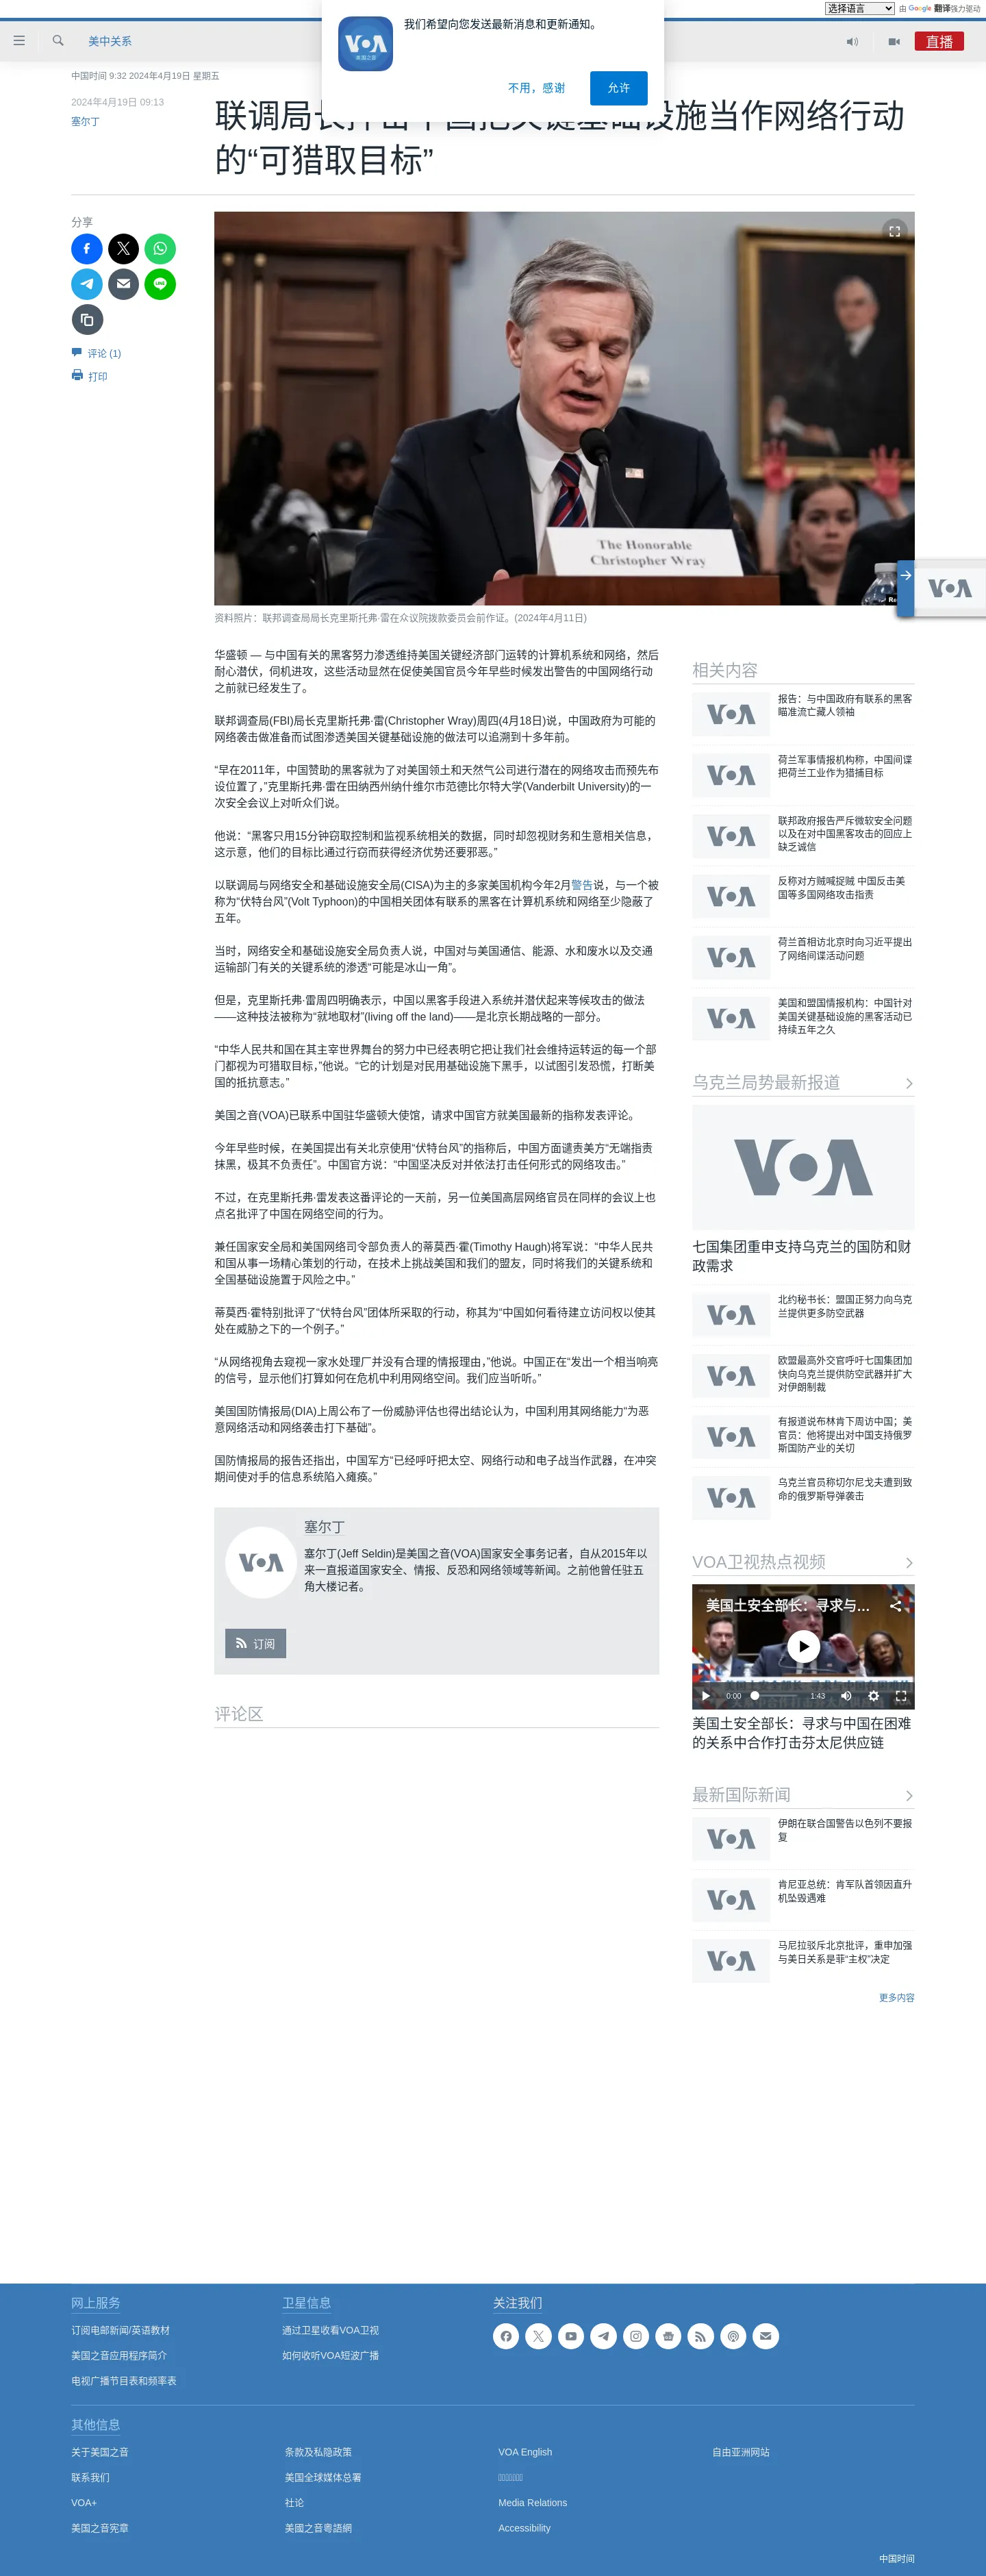 选择语言
由 Google 翻译强力驱动
VOA
美国之音
我们希望向您发送最新消息和更新通知。
不用，感谢
允许
美中关系
直播
中国时间 9:32 2024年4月19日 星期五
2024年4月19日 09:13
塞尔丁
联调局长抨击中国把关键基础设施当作网络行动
的“可猎取目标”
分享
评论 (1)
打印
The Honorable
Christopher Wray
VOA
资料照片：联邦调查局局长克里斯托弗·雷在众议院拨款委员会前作证。(2024年4月11日)
华盛顿 — 与中国有关的黑客努力渗透维持美国关键经济部门运转的计算机系统和网络，然后
耐心潜伏，伺机进攻，这些活动显然在促使美国官员今年早些时候发出警告的中国网络行动
之前就已经发生了。
联邦调查局(FBI)局长克里斯托弗·雷(Christopher Wray)周四(4月18日)说，中国政府为可能的
网络袭击做准备而试图渗透美国关键基础设施的做法可以追溯到十多年前。
“早在2011年，中国赞助的黑客就为了对美国领土和天然气公司进行潜在的网络攻击而预先布
设位置了，”克里斯托弗·雷在田纳西州纳什维尔市范德比尔特大学(Vanderbilt University)的一
次安全会议上对听众们说。
他说：“黑客只用15分钟窃取控制和监视系统相关的数据，同时却忽视财务和生意相关信息，
这示意，他们的目标比通过行窃而获得经济优势还要邪恶。”
以联调局与网络安全和基础设施安全局(CISA)为主的多家美国机构今年2月警告说，与一个被
称为“伏特台风”(Volt Typhoon)的中国相关团体有联系的黑客在计算机系统和网络至少隐蔽了
五年。
当时，网络安全和基础设施安全局负责人说，中国对与美国通信、能源、水和废水以及交通
运输部门有关的关键系统的渗透“可能是冰山一角”。
但是，克里斯托弗·雷周四明确表示，中国以黑客手段进入系统并潜伏起来等候攻击的做法
——这种技法被称为“就地取材”(living off the land)——是北京长期战略的一部分。
“中华人民共和国在其主宰世界舞台的努力中已经表明它把让我们社会维持运转运的每一个部
门都视为可猎取目标，”他说。“它的计划是对民用基础设施下黑手，以试图引发恐慌，打断美
国的抵抗意志。”
美国之音(VOA)已联系中国驻华盛顿大使馆，请求中国官方就美国最新的指称发表评论。
今年早些时候，在美国提出有关北京使用“伏特台风”的指称后，中国方面谴责美方“无端指责
抹黑，极其不负责任”。中国官方说：“中国坚决反对并依法打击任何形式的网络攻击。”
不过，在克里斯托弗·雷发表这番评论的一天前，另一位美国高层网络官员在同样的会议上也
点名批评了中国在网络空间的行为。
兼任国家安全局和美国网络司令部负责人的蒂莫西·霍(Timothy Haugh)将军说：“中华人民共
和国从事一场精心策划的行动，在技术上挑战美国和我们的盟友，同时将我们的关键系统和
全国基础设施置于风险之中。”
蒂莫西·霍特别批评了“伏特台风”团体所采取的行动，称其为“中国如何看待建立访问权以使其
处在威胁之下的一个例子。”
“从网络视角去窥视一家水处理厂并没有合理的情报理由，”他说。中国正在“发出一个相当响亮
的信号，显示他们打算如何在危机中利用网络空间。我们应当听听。”
美国国防情报局(DIA)上周公布了一份威胁评估也得出结论认为，中国利用其网络能力“为恶
意网络活动和网络袭击打下基础”。
国防情报局的报告还指出，中国军方“已经呼吁把太空、网络行动和电子战当作武器，在冲突
期间使对手的信息系统陷入瘫痪。”
VOA
塞尔丁
塞尔丁(Jeff Seldin)是美国之音(VOA)国家安全事务记者，自从2015年以
来一直报道国家安全、情报、反恐和网络领域等新闻。之前他曾任驻五
角大楼记者。
订阅
评论区
相关内容
VOA
报告：与中国政府有联系的黑客
瞄准流亡藏人领袖
VOA
荷兰军事情报机构称，中国间谍
把荷兰工业作为猎捕目标
VOA
联邦政府报告严斥微软安全问题
以及在对中国黑客攻击的回应上
缺乏诚信
VOA
反称对方贼喊捉贼 中国反击美
国等多国网络攻击指责
VOA
荷兰首相访北京时向习近平提出
了网络间谍活动问题
VOA
美国和盟国情报机构：中国针对
美国关键基础设施的黑客活动已
持续五年之久
乌克兰局势最新报道
VOA
七国集团重申支持乌克兰的国防和财
政需求
VOA
北约秘书长：盟国正努力向乌克
兰提供更多防空武器
VOA
欧盟最高外交官呼吁七国集团加
快向乌克兰提供防空武器并扩大
对伊朗制裁
VOA
有报道说布林肯下周访中国；美
官员：他将提出对中国支持俄罗
斯国防产业的关切
VOA
乌克兰官员称切尔尼戈夫遭到致
命的俄罗斯导弹袭击
VOA卫视热点视频
美国土安全部长：寻求与...
0:00
1:43
美国土安全部长：寻求与中国在困难
的关系中合作打击芬太尼供应链
最新国际新闻
VOA
伊朗在联合国警告以色列不要报
复
VOA
肯尼亚总统：肯军队首领因直升
机坠毁遇难
VOA
马尼拉驳斥北京批评，重申加强
与美日关系是菲“主权”决定
更多内容
网上服务
订阅电邮新闻/英语教材
美国之音应用程序简介
电视广播节目表和频率表
卫星信息
通过卫星收看VOA卫视
如何收听VOA短波广播
关注我们
其他信息
关于美国之音
联系我们
VOA+
美国之音宪章
条款及私隐政策
美国全球媒体总署
社论
美國之音粵語網
VOA English
Media Relations
Accessibility
自由亚洲网站
中国时间